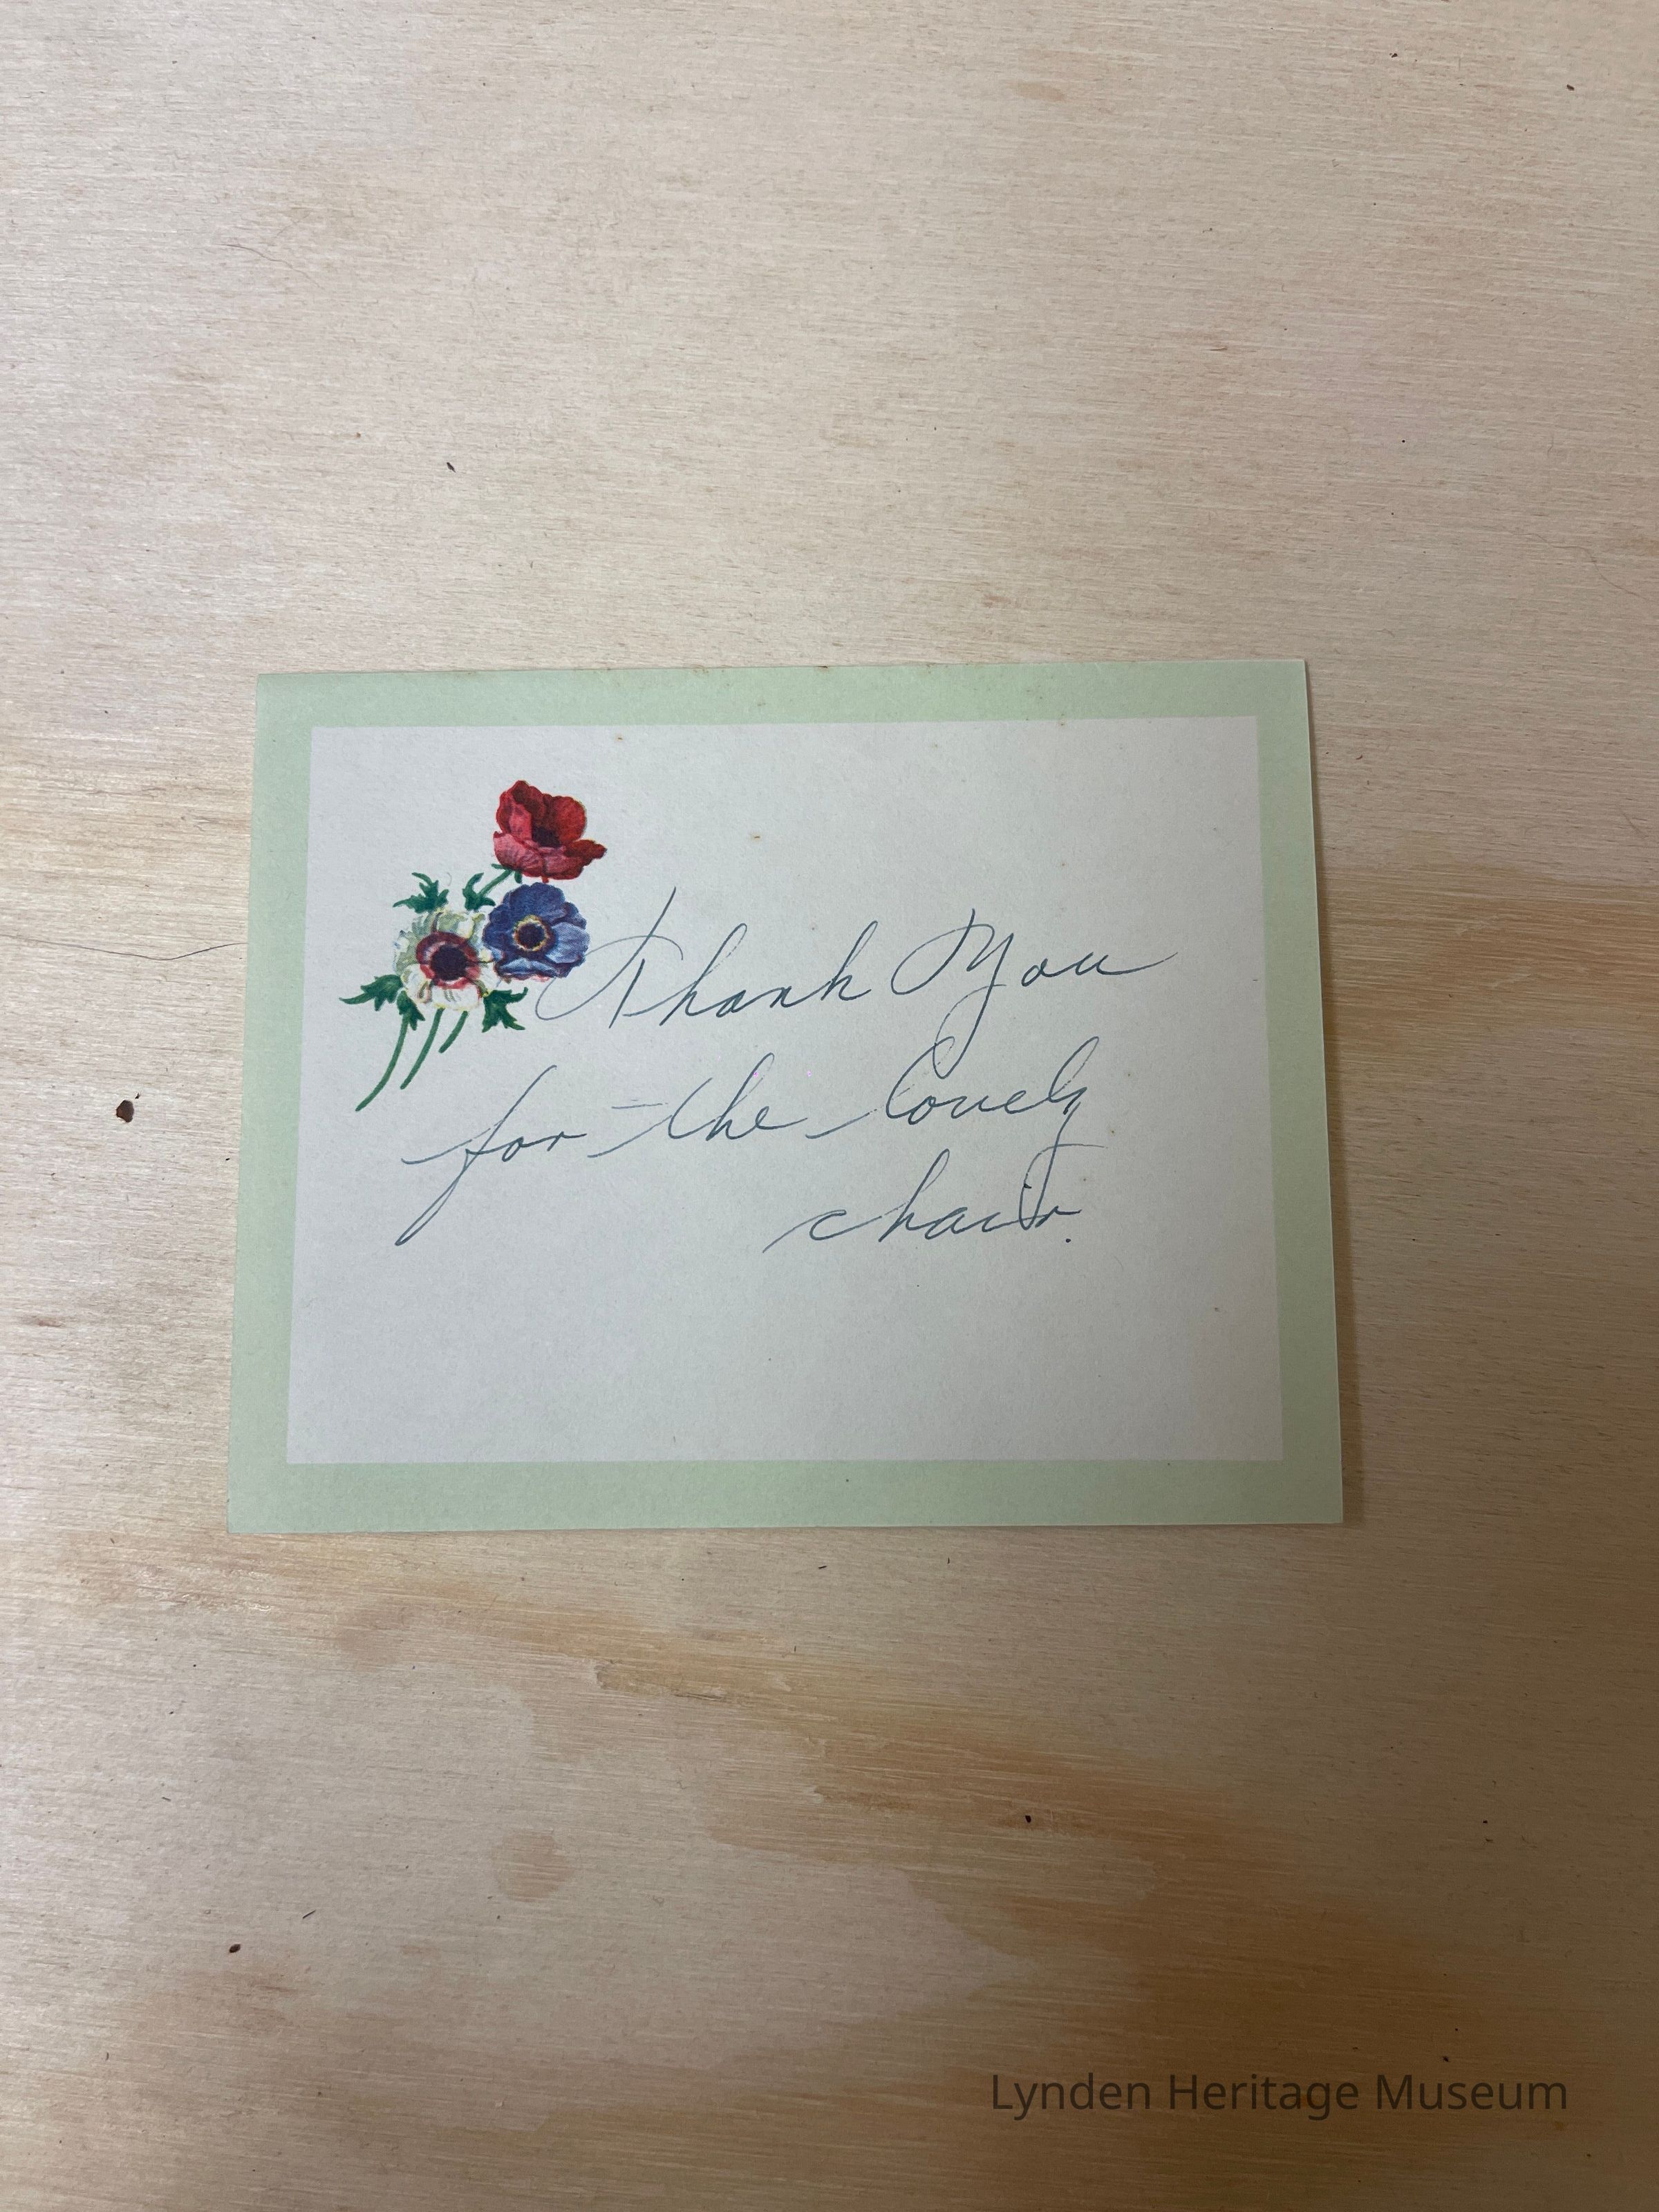 Thank You
for the lovely
chair.
Lynden Heritage Museum